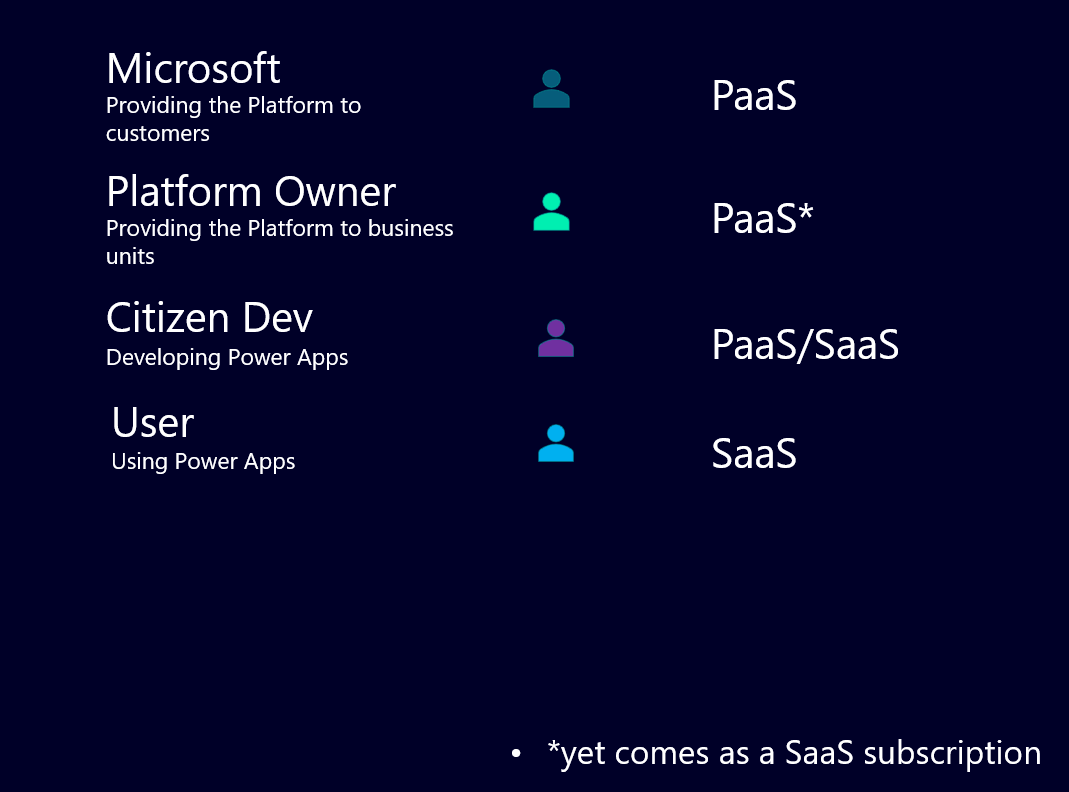 Microsoft
Providing the Platform to
customers
PaaS
Platform Owner
Providing the Platform to business
units
PaaS*
Citizen Dev
Developing Power Apps
PaaS/SaaS
User
Using Power Apps
SaaS
• *yet comes as a SaaS subscription